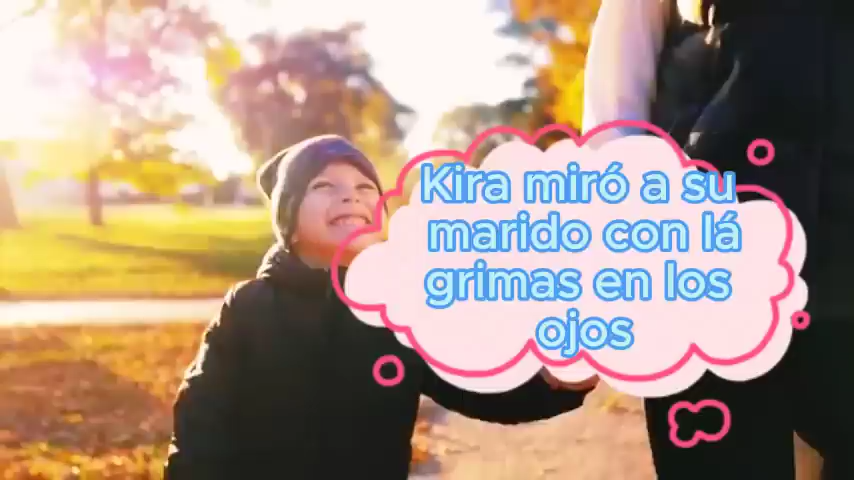 Kira miró a su
marido con lá
grimas en los
ojos